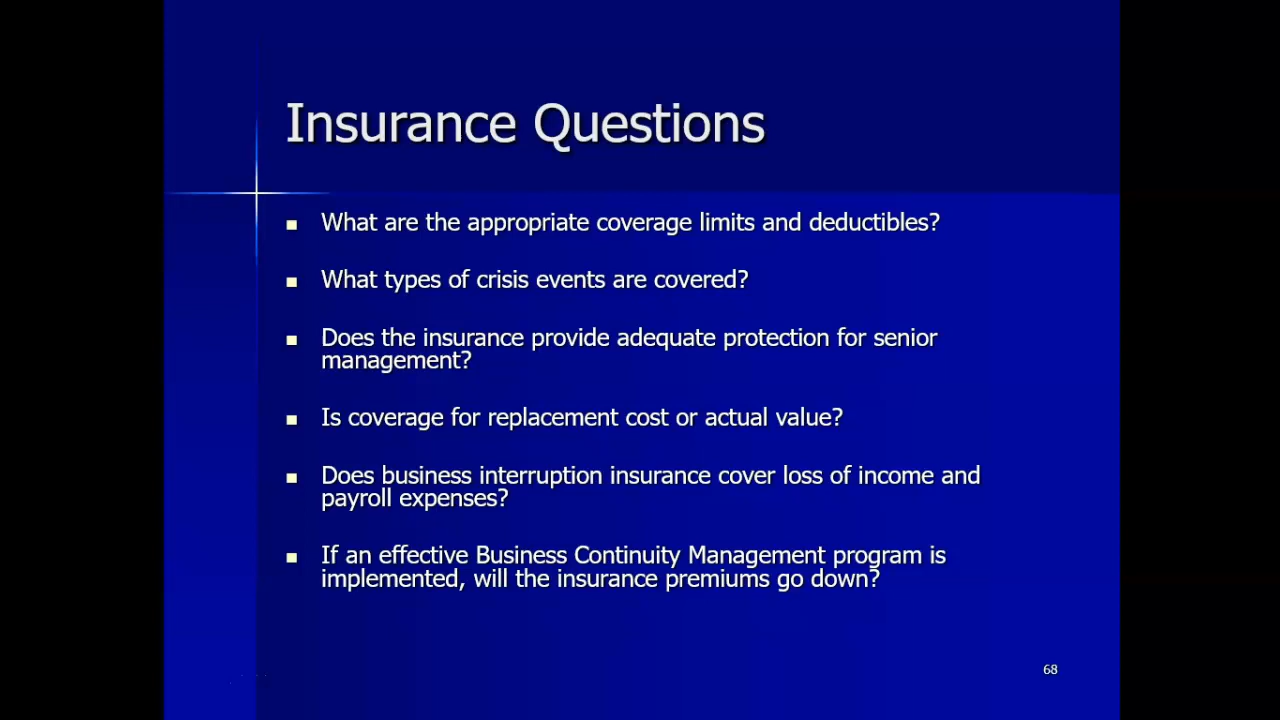 Insurance Questions
What are the appropriate coverage limits and deductibles?
What types of crisis events are covered?
Does the insurance provide adequate protection for senior
management?
Is coverage for replacement cost or actual value?
Does business interruption insurance cover loss of income and
payroll expenses?
If an effective Business Continuity Management program is
implemented, will the insurance premiums go down?
68